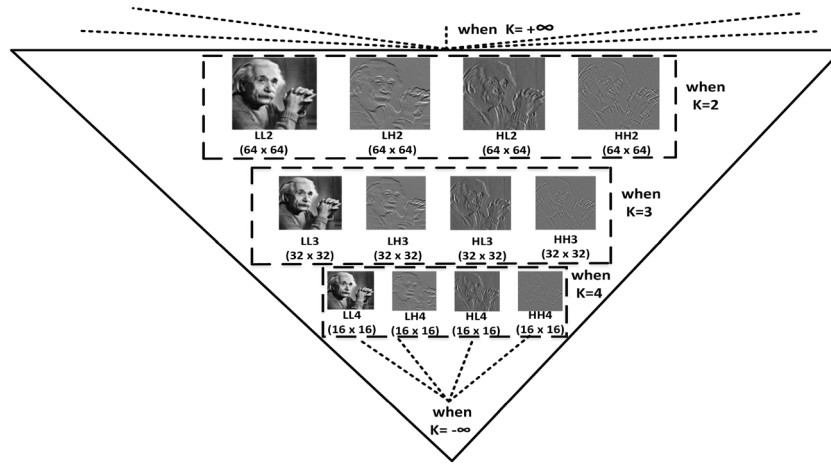 when K= +∞
LL2 LH2 HL2 HH2
(64 x 64) (64 x 64) (64 x 64) (64 x 64)
when
K=2
LL3 LH3 HL3 HH3
(32 x 32) (32 x 32) (32 x 32) (32 x 32)
when
K=3
LL4 LH4 HL4 HH4
(16 x 16) (16 x 16) (16 x 16) (16 x 16)
when
K=4
when
K= -∞